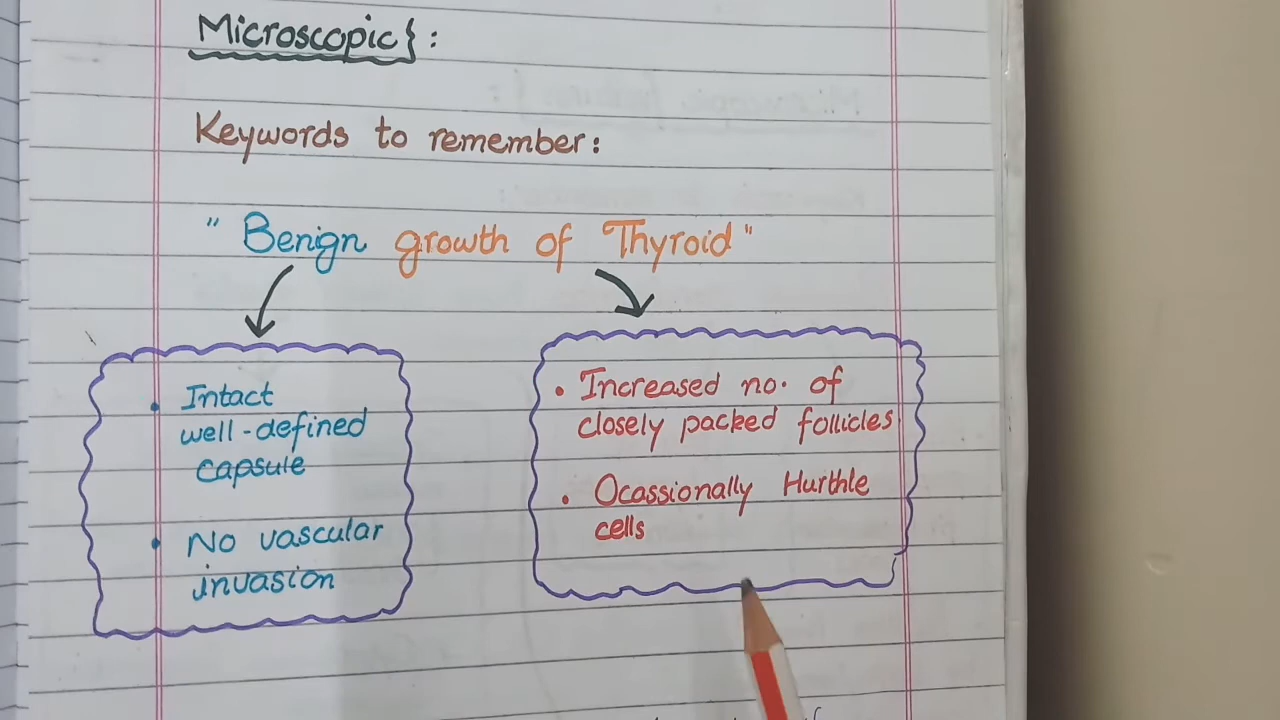 Microscopic} :
Keywords to remember :
" Benign growth of Thyroid "
• Intact
well-defined
capsule
• No vascular
invasion
• Increased no. of
closely packed follicles
• Ocassionally Hurthle
cells